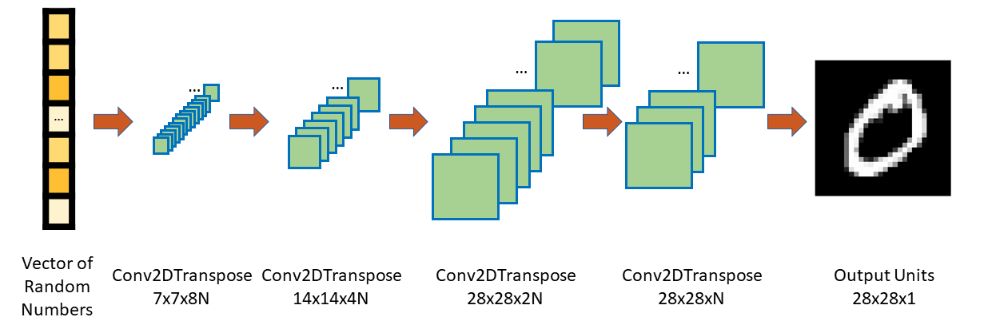 ...
...
...
...
...
Vector of
Random
Numbers
Conv2DTranspose
7x7x8N
Conv2DTranspose
14x14x4N
Conv2DTranspose
28x28x2N
Conv2DTranspose
28x28xN
Output Units
28x28x1